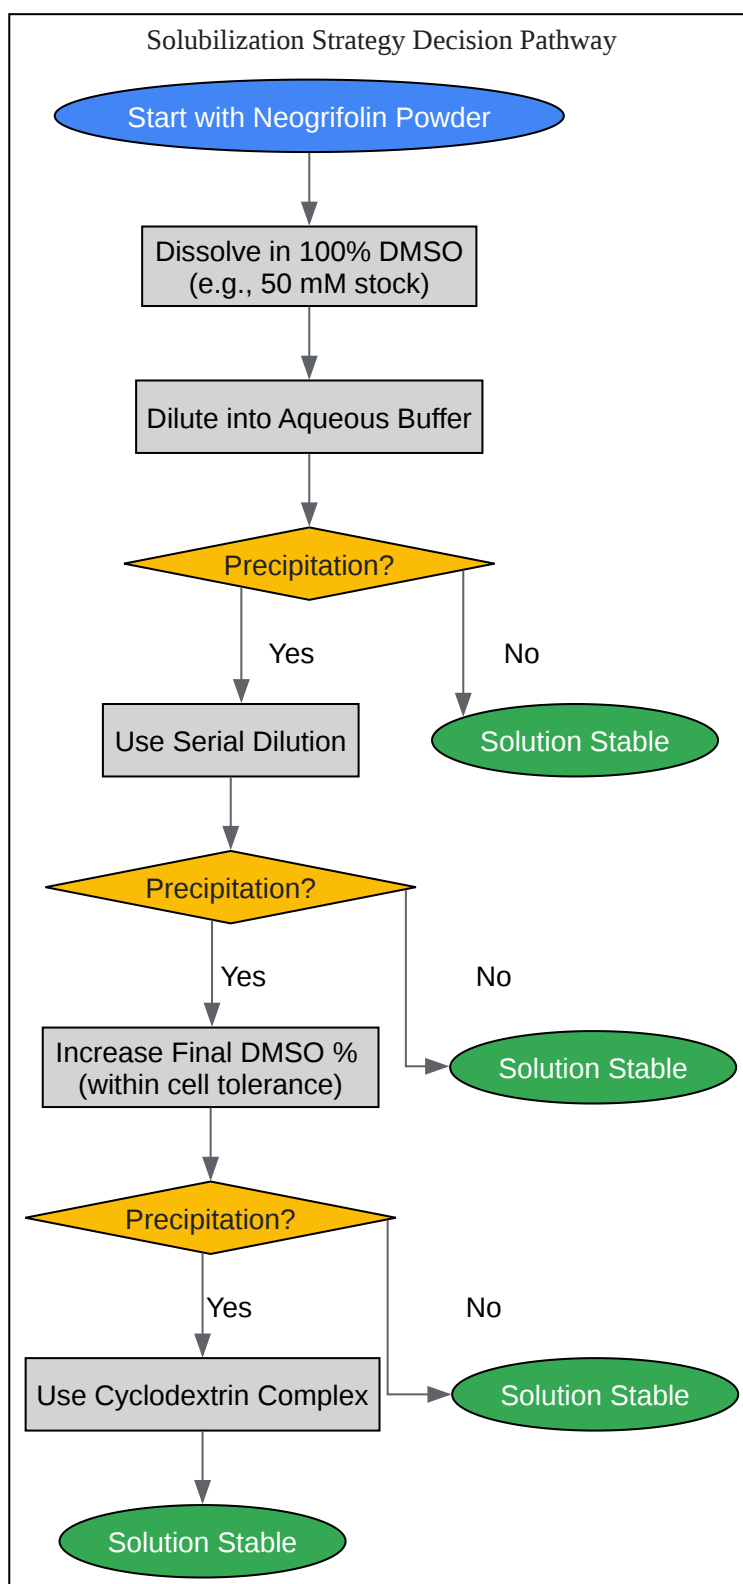 Solubilization Strategy Decision Pathway
Start with Neogrifolin Powder
Dissolve in 100% DMSO
(e.g., 50 mM stock)
Dilute into Aqueous Buffer
Precipitation?
Yes
No
Use Serial Dilution
Solution Stable
Precipitation?
Yes
No
Increase Final DMSO %
(within cell tolerance)
Solution Stable
Precipitation?
Yes
No
Use Cyclodextrin Complex
Solution Stable
Solution Stable